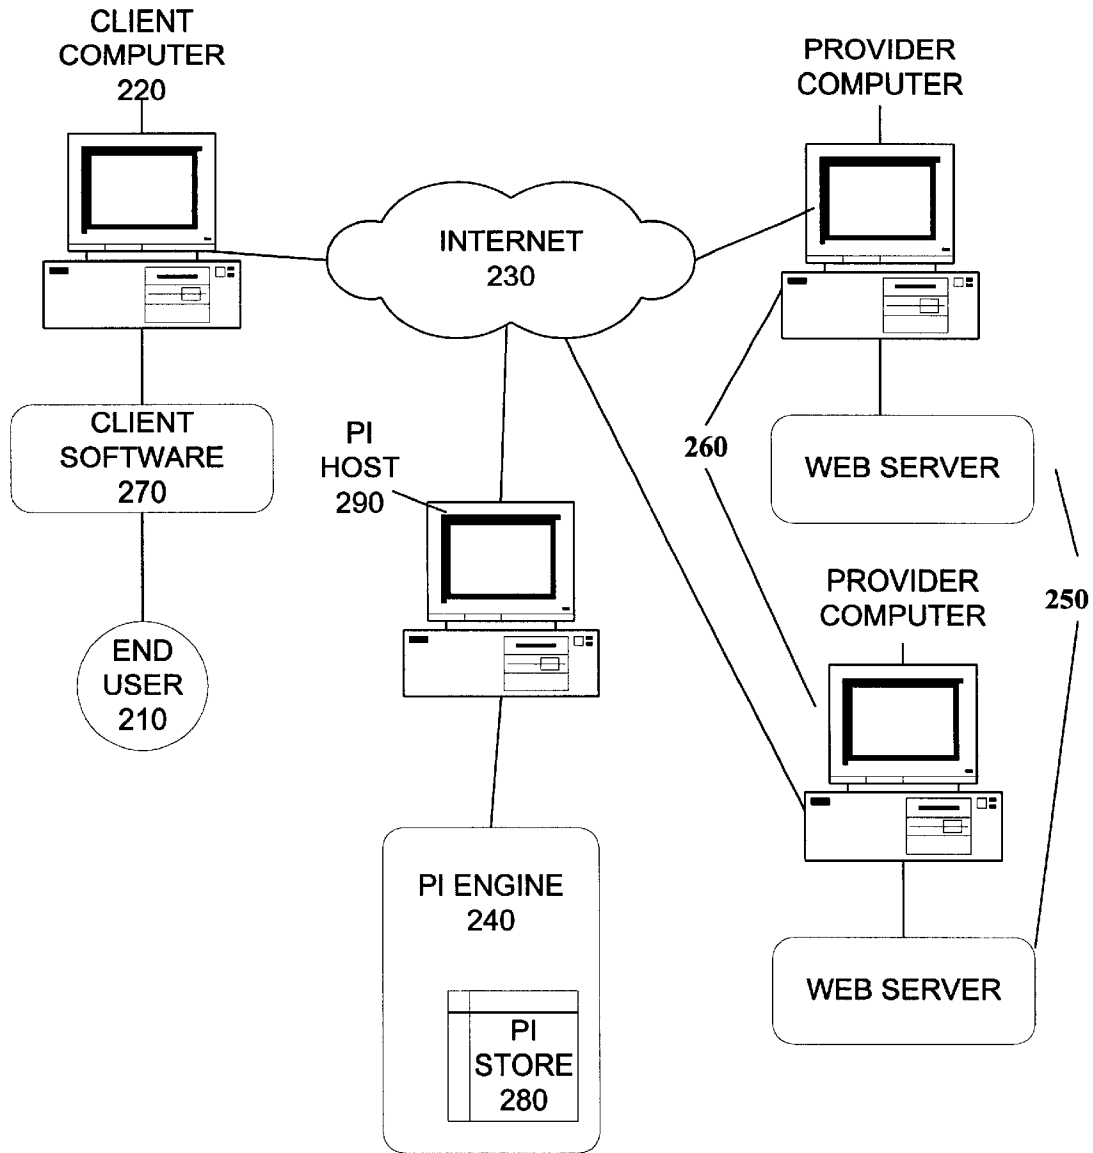 CLIENT
COMPUTER
220
PROVIDER
COMPUTER
INTERNET
230
CLIENT
SOFTWARE
270
PI
HOST
290
260
WEB SERVER
PROVIDER
COMPUTER
250
END
USER
210
PI ENGINE
240
WEB SERVER
PI
STORE
280